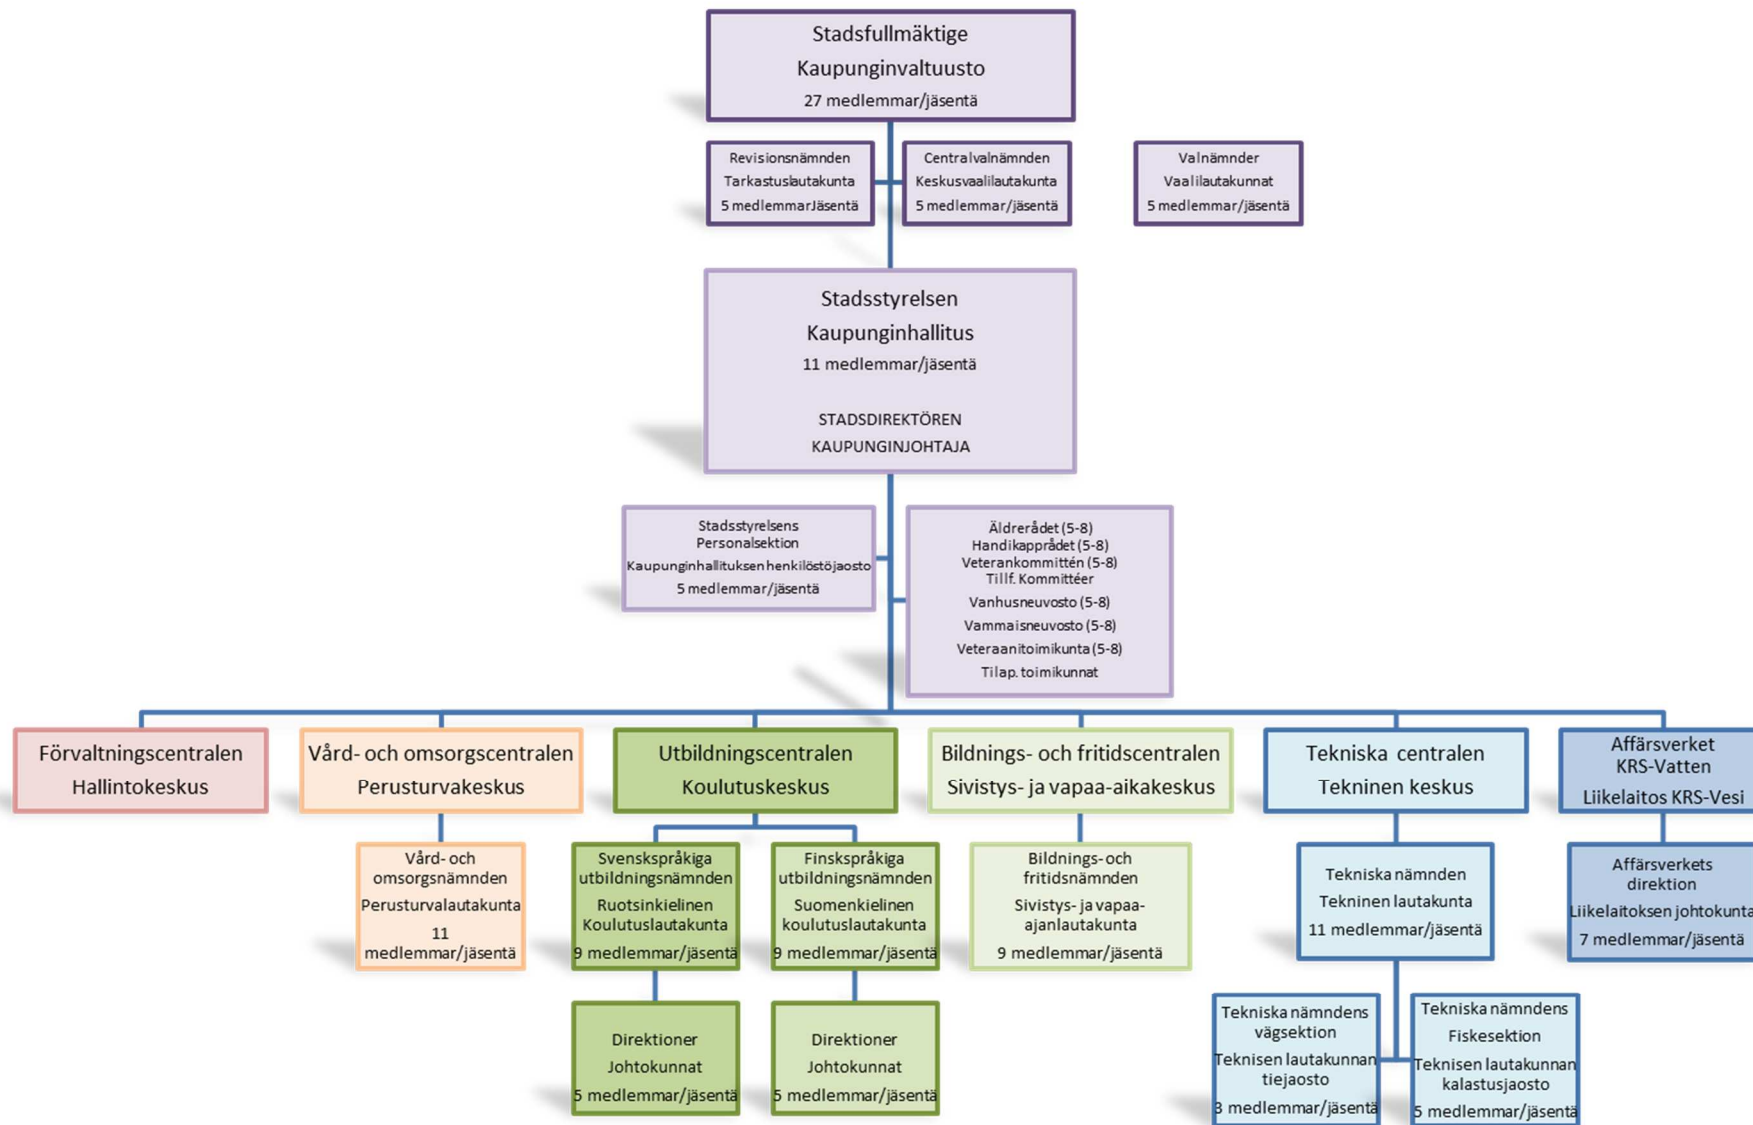 Stadsfullmäktige
Kaupunginvaltuusto
27 medlemmar/jäsentä
Revisionsnämnden
Tarkastuslautakunta
5 medlemmarJäsentä
Centralvalnämnden
Keskusvaalilautakunta
5 medlemmar/jäsentä
Valnämnder
Vaalilautakunnat
5 medlemmar/jäsentä
Stadsstyrelsen
Kaupunginhallitus
11 medlemmar/jäsentä
STADSDIREKTÖREN
KAUPUNGINJOHTAJA
Stadsstyrelsens
Personalsektion
Kaupunginhallituksen henkilöstöjaosto
5 medlemmar/jäsentä
Äldrerådet (5-8)
Handikapprådet (5-8)
Veterankommittén (5-8)
Tillf. Kommittéer
Vanhusneuvosto (5-8)
Vammaisneuvosto (5-8)
Veteraanitoimikunta (5-8)
Tilap. toimikunnat
Förvaltningscentralen
Hallintokeskus
Vård- och omsorgscentralen
Perusturvakeskus
Utbildningscentralen
Koulutuskeskus
Bildnings- och fritidscentralen
Sivistys- ja vapaa-aikakeskus
Tekniska centralen
Tekninen keskus
Affärsverket
KRS-Vatten
Liikelaitos KRS-Vesi
Vård- och
omsorgsnämnden
Perusturvalautakunta
11
medlemmar/jäsentä
Svenskspråkiga
utbildningsnämnden
Ruotsinkielinen
Koulutuslautakunta
9 medlemmar/jäsentä
Finskspråkiga
utbildningsnämnden
Suomenkielinen
koulutuslautakunta
9 medlemmar/jäsentä
Bildnings- och
fritidsnämnden
Sivistys- ja vapaa-
ajanlautakunta
9 medlemmar/jäsentä
Tekniska nämnden
Tekninen lautakunta
11 medlemmar/jäsentä
Affärsverkets
direktion
Liikelaitoksen johtokunta
7 medlemmar/jäsentä
Direktioner
Johtokunnat
5 medlemmar/jäsentä
Direktioner
Johtokunnat
5 medlemmar/jäsentä
Tekniska nämndens
vägsektion
Teknisen lautakunnan
tiejaosto
3 medlemmar/jäsentä
Tekniska nämndens
Fiskesektion
Teknisen lautakunnan
kalastusjaosto
5 medlemmar/jäsentä